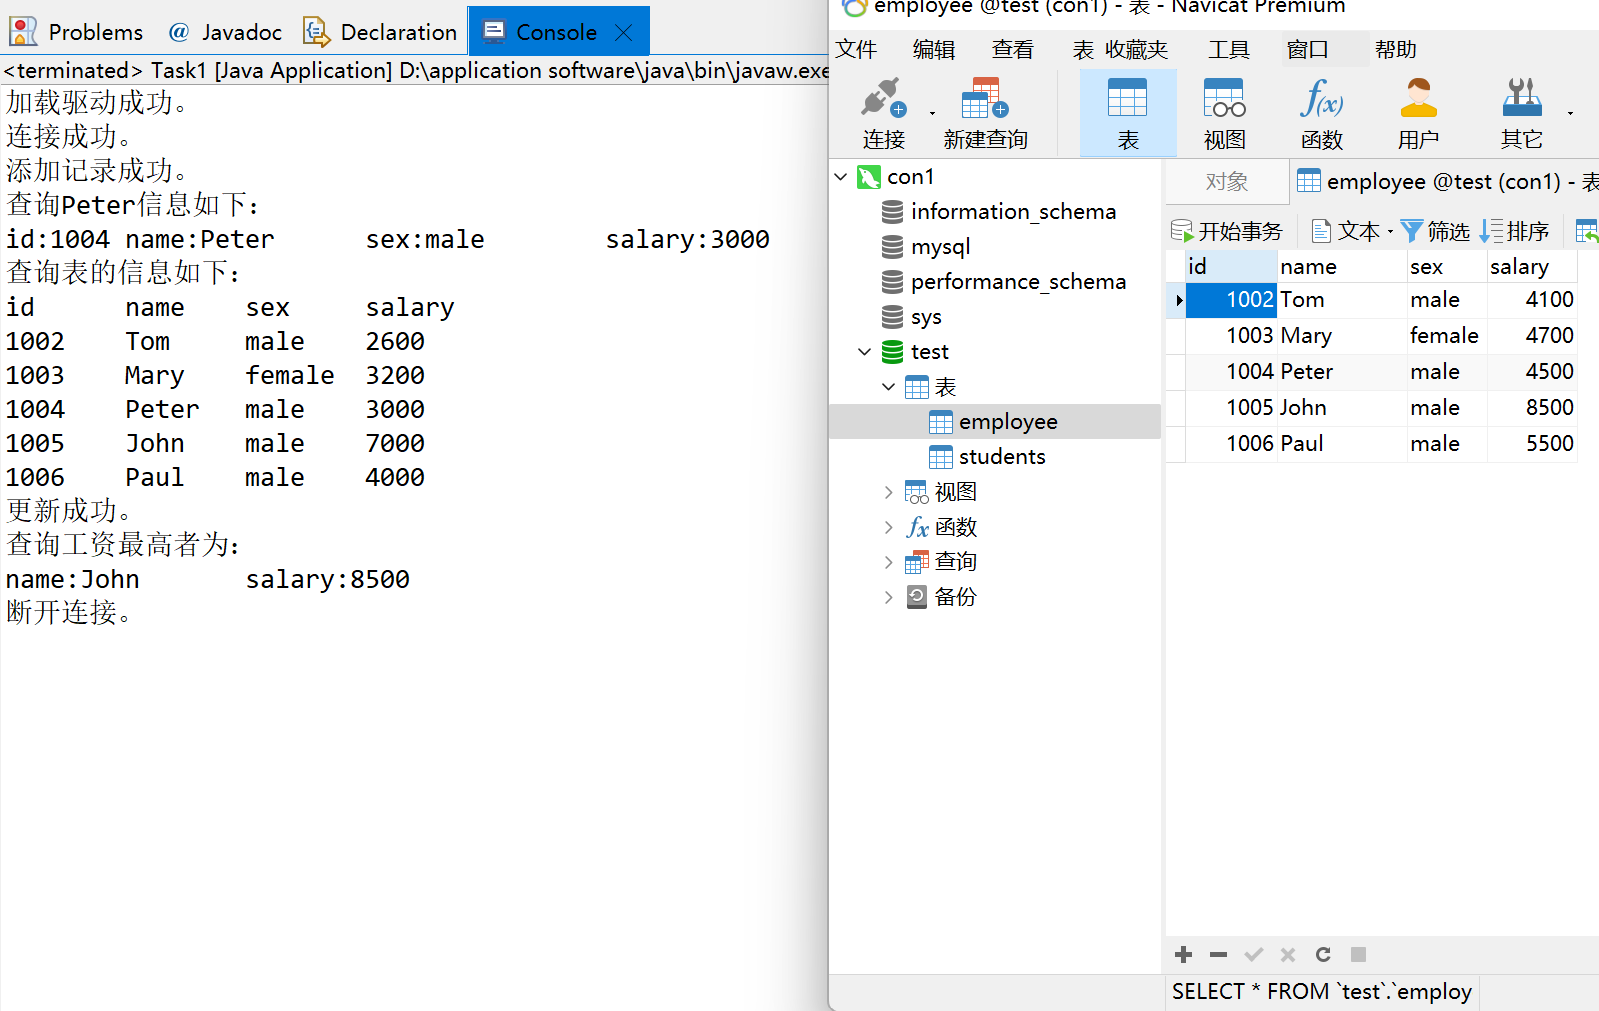 Problems @ Javadoc Declaration Console
<terminated> Task1 [Java Application] D:\application software\java\bin\javaw.exe
加载驱动成功。
连接成功。
添加记录成功。
查询Peter信息如下：
id:1004 name:Peter sex:male salary:3000
查询表的信息如下：
id name sex salary
1002 Tom male 2600
1003 Mary female 3200
1004 Peter male 3000
1005 John male 7000
1006 Paul male 4000
更新成功。
查询工资最高者为：
name:John salary:8500
断开连接。
employee @test (con1) - 表 - Navicat Premium
文件 编辑 查看 表 收藏夹 工具 窗口 帮助
连接 新建查询 表 视图 f(x) 函数 用户 其它
con1
information_schema
mysql
performance_schema
sys
test
表
employee
students
视图
fx 函数
查询
备份
对象 employee @test (con1) - 表
开始事务 文本 筛选 排序
id name sex salary
1002 Tom male 4100
1003 Mary female 4700
1004 Peter male 4500
1005 John male 8500
1006 Paul male 5500
SELECT * FROM `test`.`employ